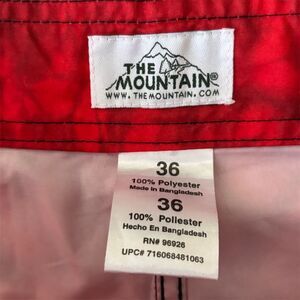 THE
MOUNTAIN®
WWW.THEMOUNTAIN.COM
36
100% Polyester
Made in Bangladesh
36
100% Poliester
Hecho En Bangladesh
RN# 96926
UPC# 716068481063